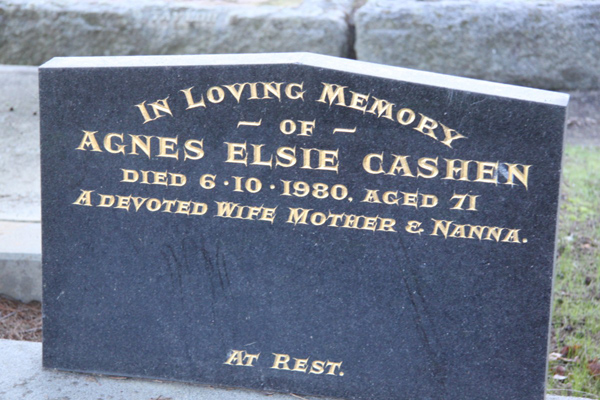 IN LOVING MEMORY
— OF —
AGNES ELSIE CASHEN
DIED 6·10·1980. AGED 71
A DEVOTED WIFE MOTHER & NANNA.
AT REST.